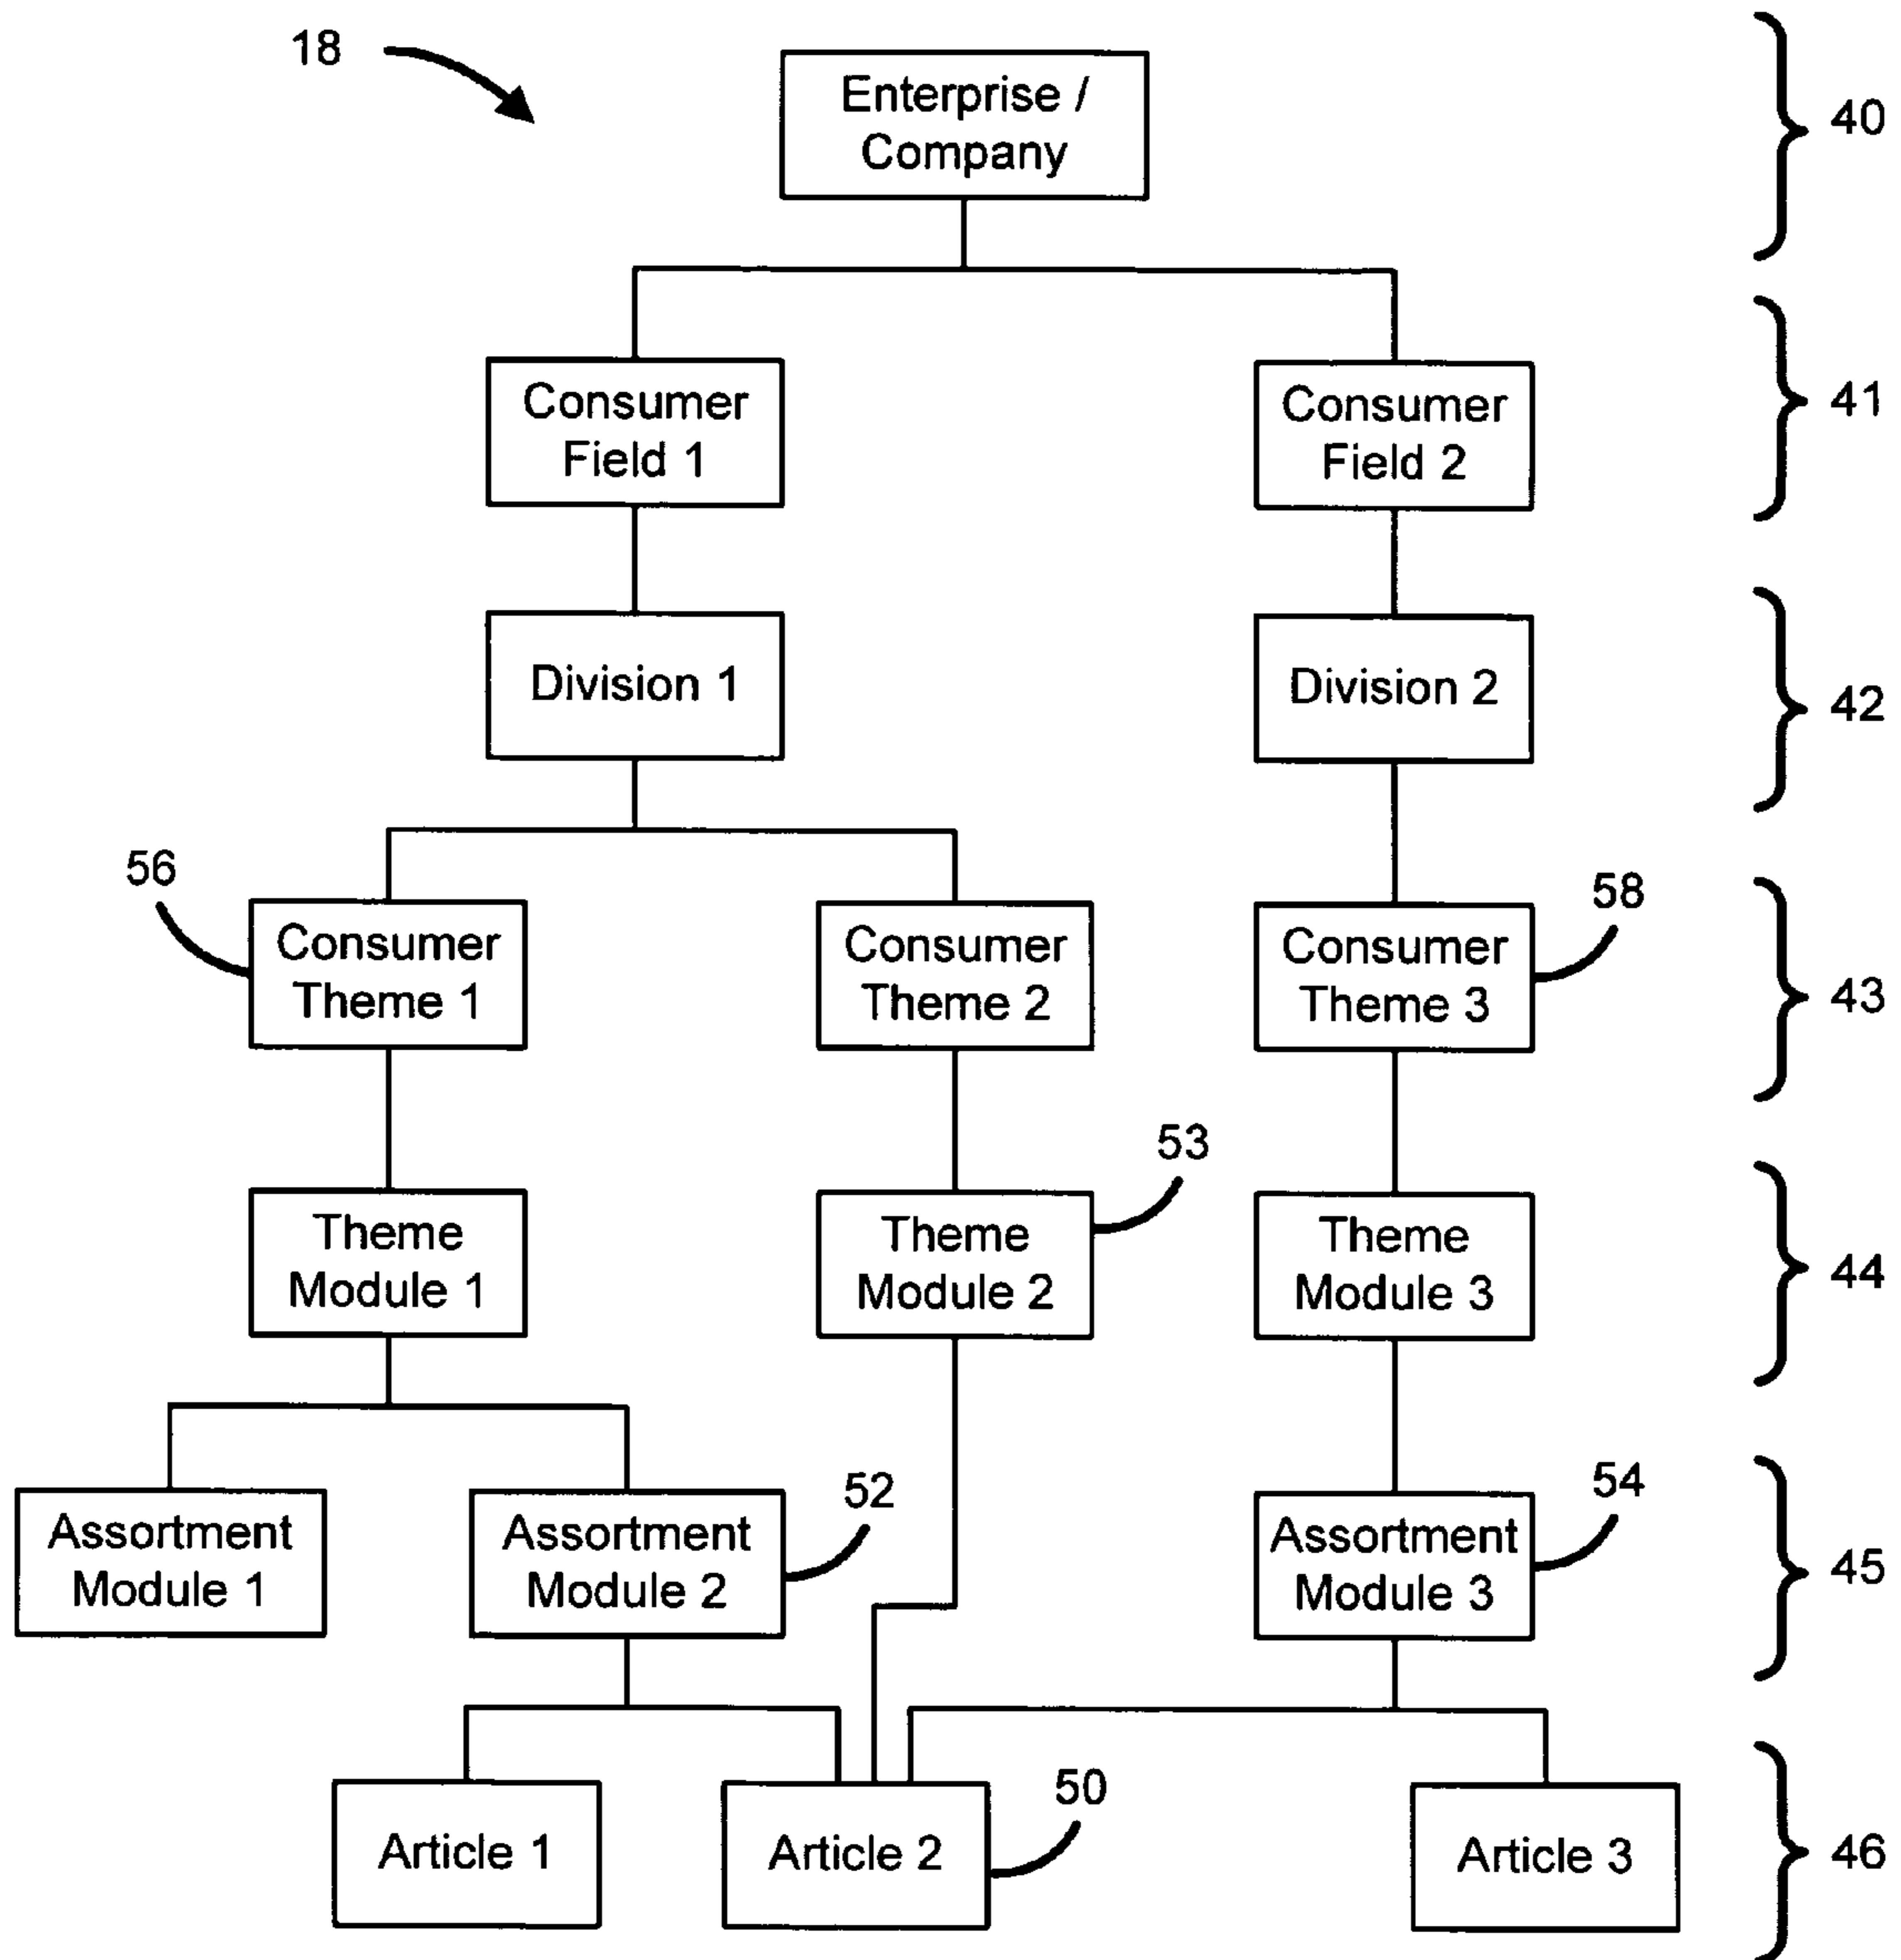 18
Enterprise /
Company
40
Consumer
Field 1
Consumer
Field 2
41
Division 1
Division 2
42
56
Consumer
Theme 1
Consumer
Theme 2
Consumer
Theme 3
58
43
Theme
Module 1
Theme
Module 2
53
Theme
Module 3
44
Assortment
Module 1
Assortment
Module 2
52
Assortment
Module 3
54
45
Article 1
Article 2
50
Article 3
46